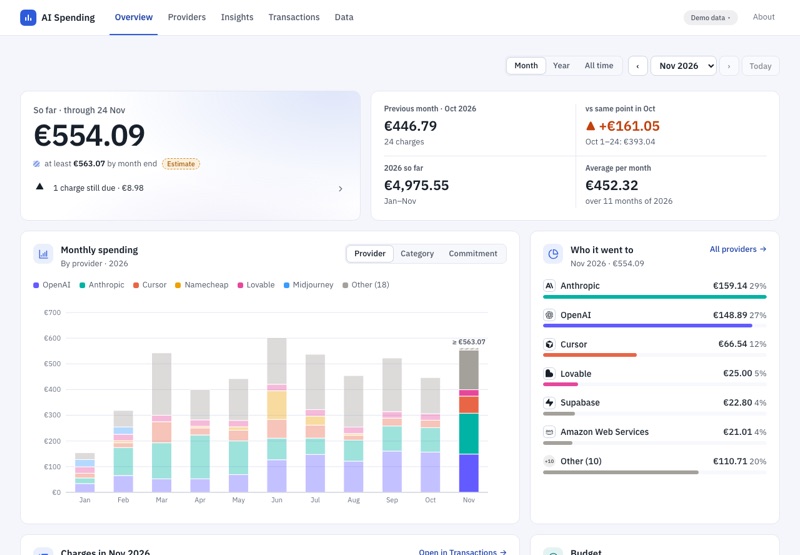 AI Spending
Overview Providers Insights Transactions Data
Demo data
About
Month Year All time
‹ Nov 2026 › Today
So far · through 24 Nov
€554.09
at least €563.07 by month end Estimate
1 charge still due · €8.98
Previous month · Oct 2026
€446.79
24 charges
vs same point in Oct
▲ +€161.05
Oct 1–24: €393.04
2026 so far
€4,975.55
Jan–Nov
Average per month
€452.32
over 11 months of 2026
Monthly spending
By provider · 2026
Provider Category Commitment
OpenAI Anthropic Cursor Namecheap Lovable Midjourney Other (18)
€700
€600
€500
€400
€300
€200
€100
€0
≥ €563.07
Jan Feb Mar Apr May Jun Jul Aug Sep Oct Nov
Who it went to
Nov 2026 · €554.09
All providers →
Anthropic €159.14 29%
OpenAI €148.89 27%
Cursor €66.54 12%
Lovable €25.00 5%
Supabase €22.80 4%
Amazon Web Services €21.01 4%
+10 Other (10) €110.71 20%
Charges in Nov 2026
Open in Transactions →
Budget